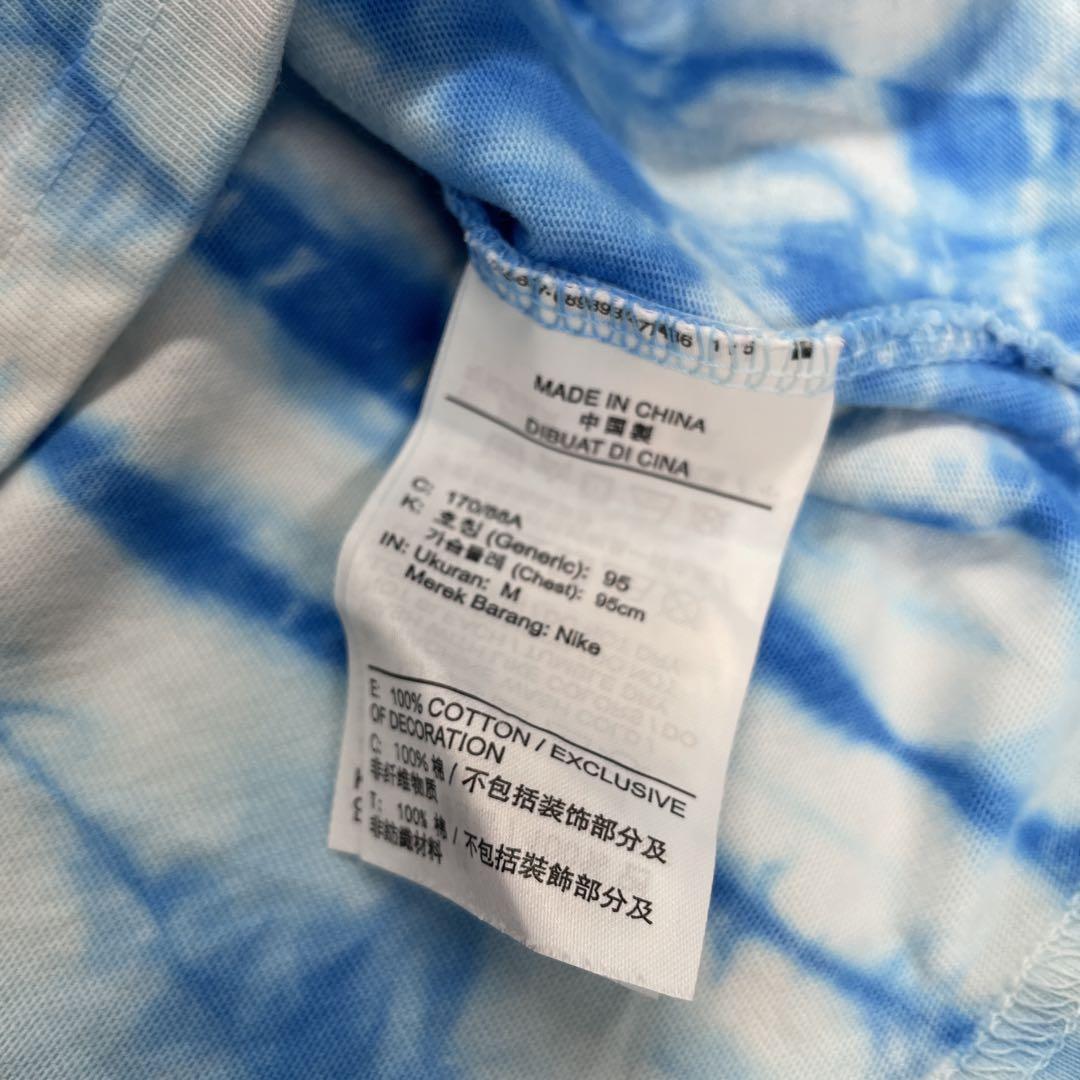 MADE IN CHINA
中国製
DIBUAT DI CINA
C: 170/88A
K: 호칭 (Generic): 95
가슴둘레 (Chest): 95cm
IN: Ukuran: M
Merek Barang: Nike
E: 100% COTTON / EXCLUSIVE
OF DECORATION
C: 100% 棉 / 不包括装饰部分及
非纤维物质
T: 100% 棉 / 不包括裝飾部分及
非紡織材料